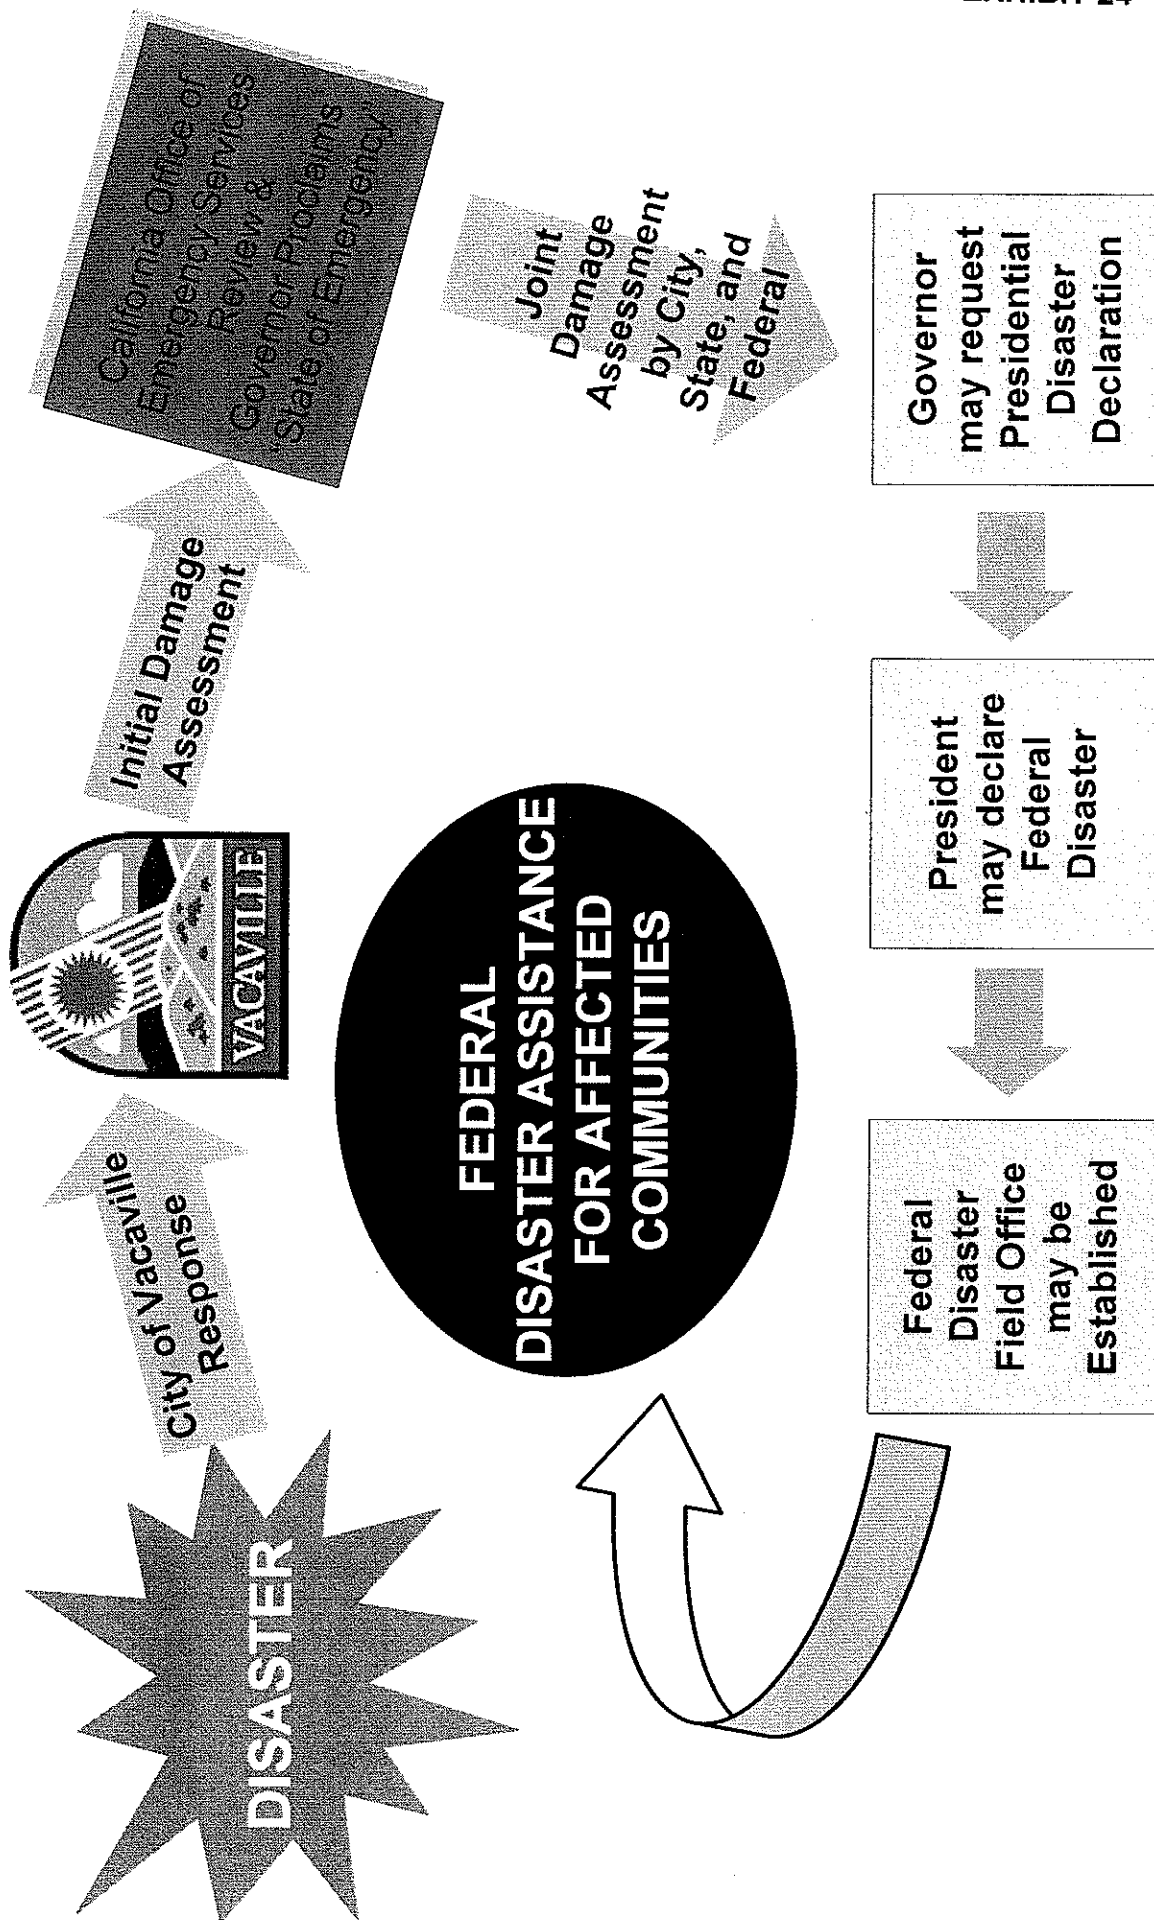 DISASTER
City of Vacaville
Response
VACAVILLE
Initial Damage
Assessment
California Office of
Emergency Services
Review &
Governor Proclaims
"State of Emergency"
Joint
Damage
Assessment
by City,
State, and
Federal
Governor
may request
Presidential
Disaster
Declaration
President
may declare
Federal
Disaster
Federal
Disaster
Field Office
may be
Established
FEDERAL
DISASTER ASSISTANCE
FOR AFFECTED
COMMUNITIES